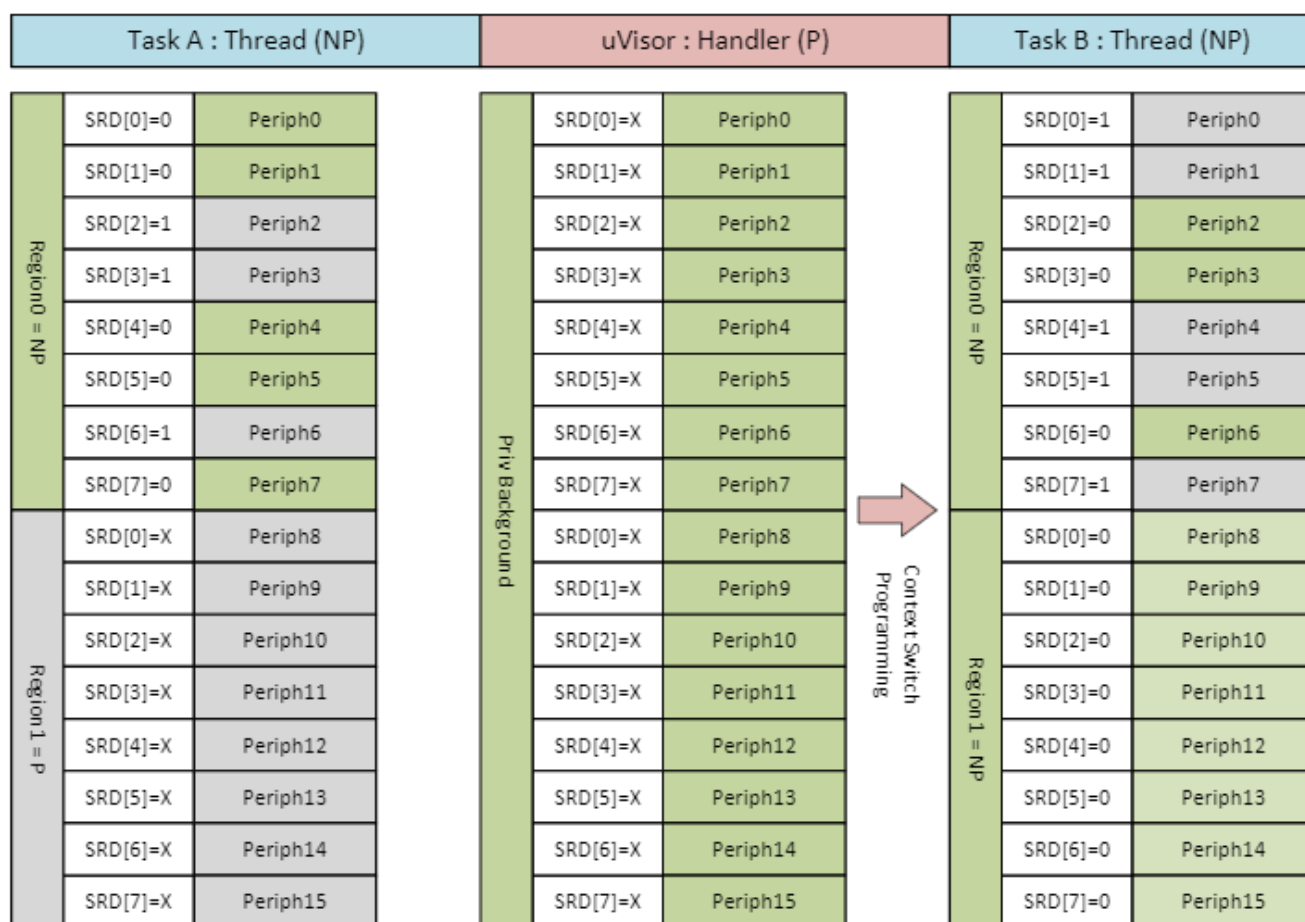 Task A : Thread (NP)
uVisor : Handler (P)
Task B : Thread (NP)
Region0 = NP
SRD[0]=0 Periph0
SRD[1]=0 Periph1
SRD[2]=1 Periph2
SRD[3]=1 Periph3
SRD[4]=0 Periph4
SRD[5]=0 Periph5
SRD[6]=1 Periph6
SRD[7]=0 Periph7
Region1 = P
SRD[0]=X Periph8
SRD[1]=X Periph9
SRD[2]=X Periph10
SRD[3]=X Periph11
SRD[4]=X Periph12
SRD[5]=X Periph13
SRD[6]=X Periph14
SRD[7]=X Periph15
Priv Background
SRD[0]=X Periph0
SRD[1]=X Periph1
SRD[2]=X Periph2
SRD[3]=X Periph3
SRD[4]=X Periph4
SRD[5]=X Periph5
SRD[6]=X Periph6
SRD[7]=X Periph7
SRD[0]=X Periph8
SRD[1]=X Periph9
SRD[2]=X Periph10
SRD[3]=X Periph11
SRD[4]=X Periph12
SRD[5]=X Periph13
SRD[6]=X Periph14
SRD[7]=X Periph15
Context Switch
Programming
Region0 = NP
SRD[0]=1 Periph0
SRD[1]=1 Periph1
SRD[2]=0 Periph2
SRD[3]=0 Periph3
SRD[4]=1 Periph4
SRD[5]=1 Periph5
SRD[6]=0 Periph6
SRD[7]=1 Periph7
Region1 = NP
SRD[0]=0 Periph8
SRD[1]=0 Periph9
SRD[2]=0 Periph10
SRD[3]=0 Periph11
SRD[4]=0 Periph12
SRD[5]=0 Periph13
SRD[6]=0 Periph14
SRD[7]=0 Periph15